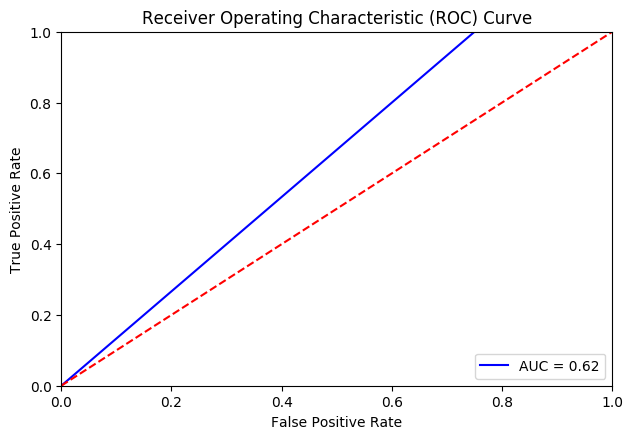 Receiver Operating Characteristic (ROC) Curve
1.0
0.8
0.6
0.4
0.2
0.0
True Positive Rate
AUC = 0.62
0.0 0.2 0.4 0.6 0.8 1.0
False Positive Rate